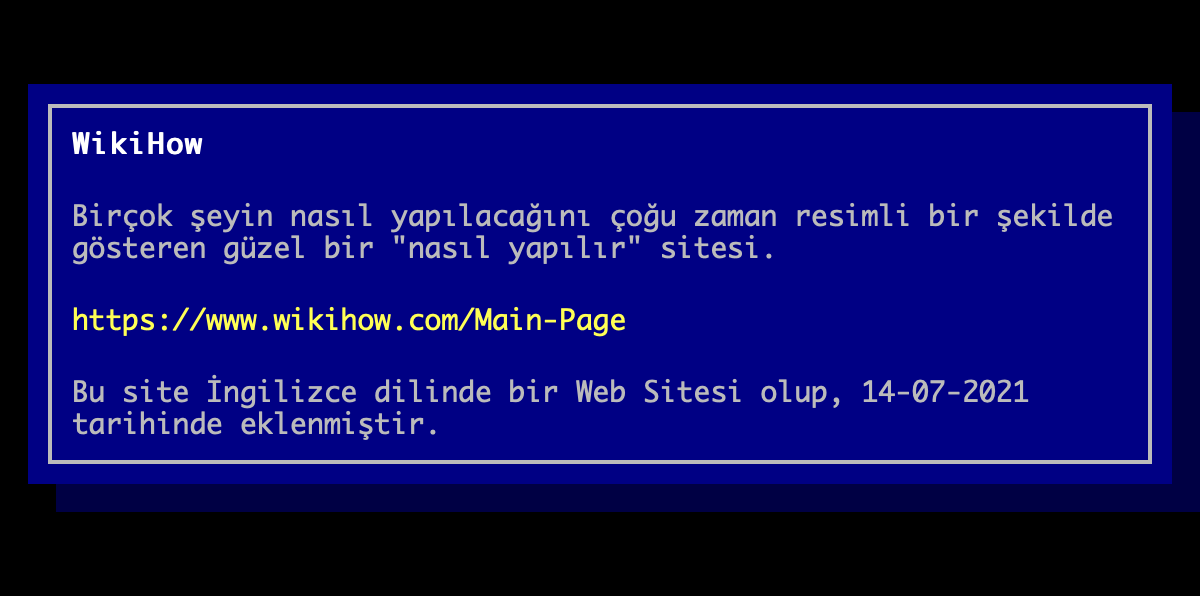 WikiHow
Birçok şeyin nasıl yapılacağını çoğu zaman resimli bir şekilde
gösteren güzel bir "nasıl yapılır" sitesi.
https://www.wikihow.com/Main-Page
Bu site İngilizce dilinde bir Web Sitesi olup, 14-07-2021
tarihinde eklenmiştir.